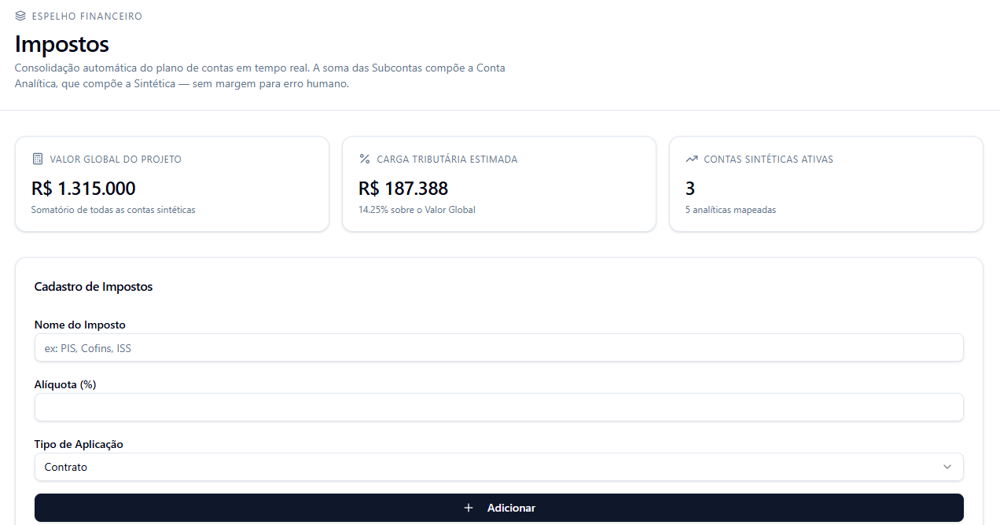 ESPELHO FINANCEIRO
Impostos
Consolidação automática do plano de contas em tempo real. A soma das Subcontas compõe a Conta
Analítica, que compõe a Sintética — sem margem para erro humano.
VALOR GLOBAL DO PROJETO
R$ 1.315.000
Somatório de todas as contas sintéticas
CARGA TRIBUTÁRIA ESTIMADA
R$ 187.388
14.25% sobre o Valor Global
CONTAS SINTÉTICAS ATIVAS
3
5 analíticas mapeadas
Cadastro de Impostos
Nome do Imposto
ex: PIS, Cofins, ISS
Alíquota (%)
Tipo de Aplicação
Contrato
+ Adicionar